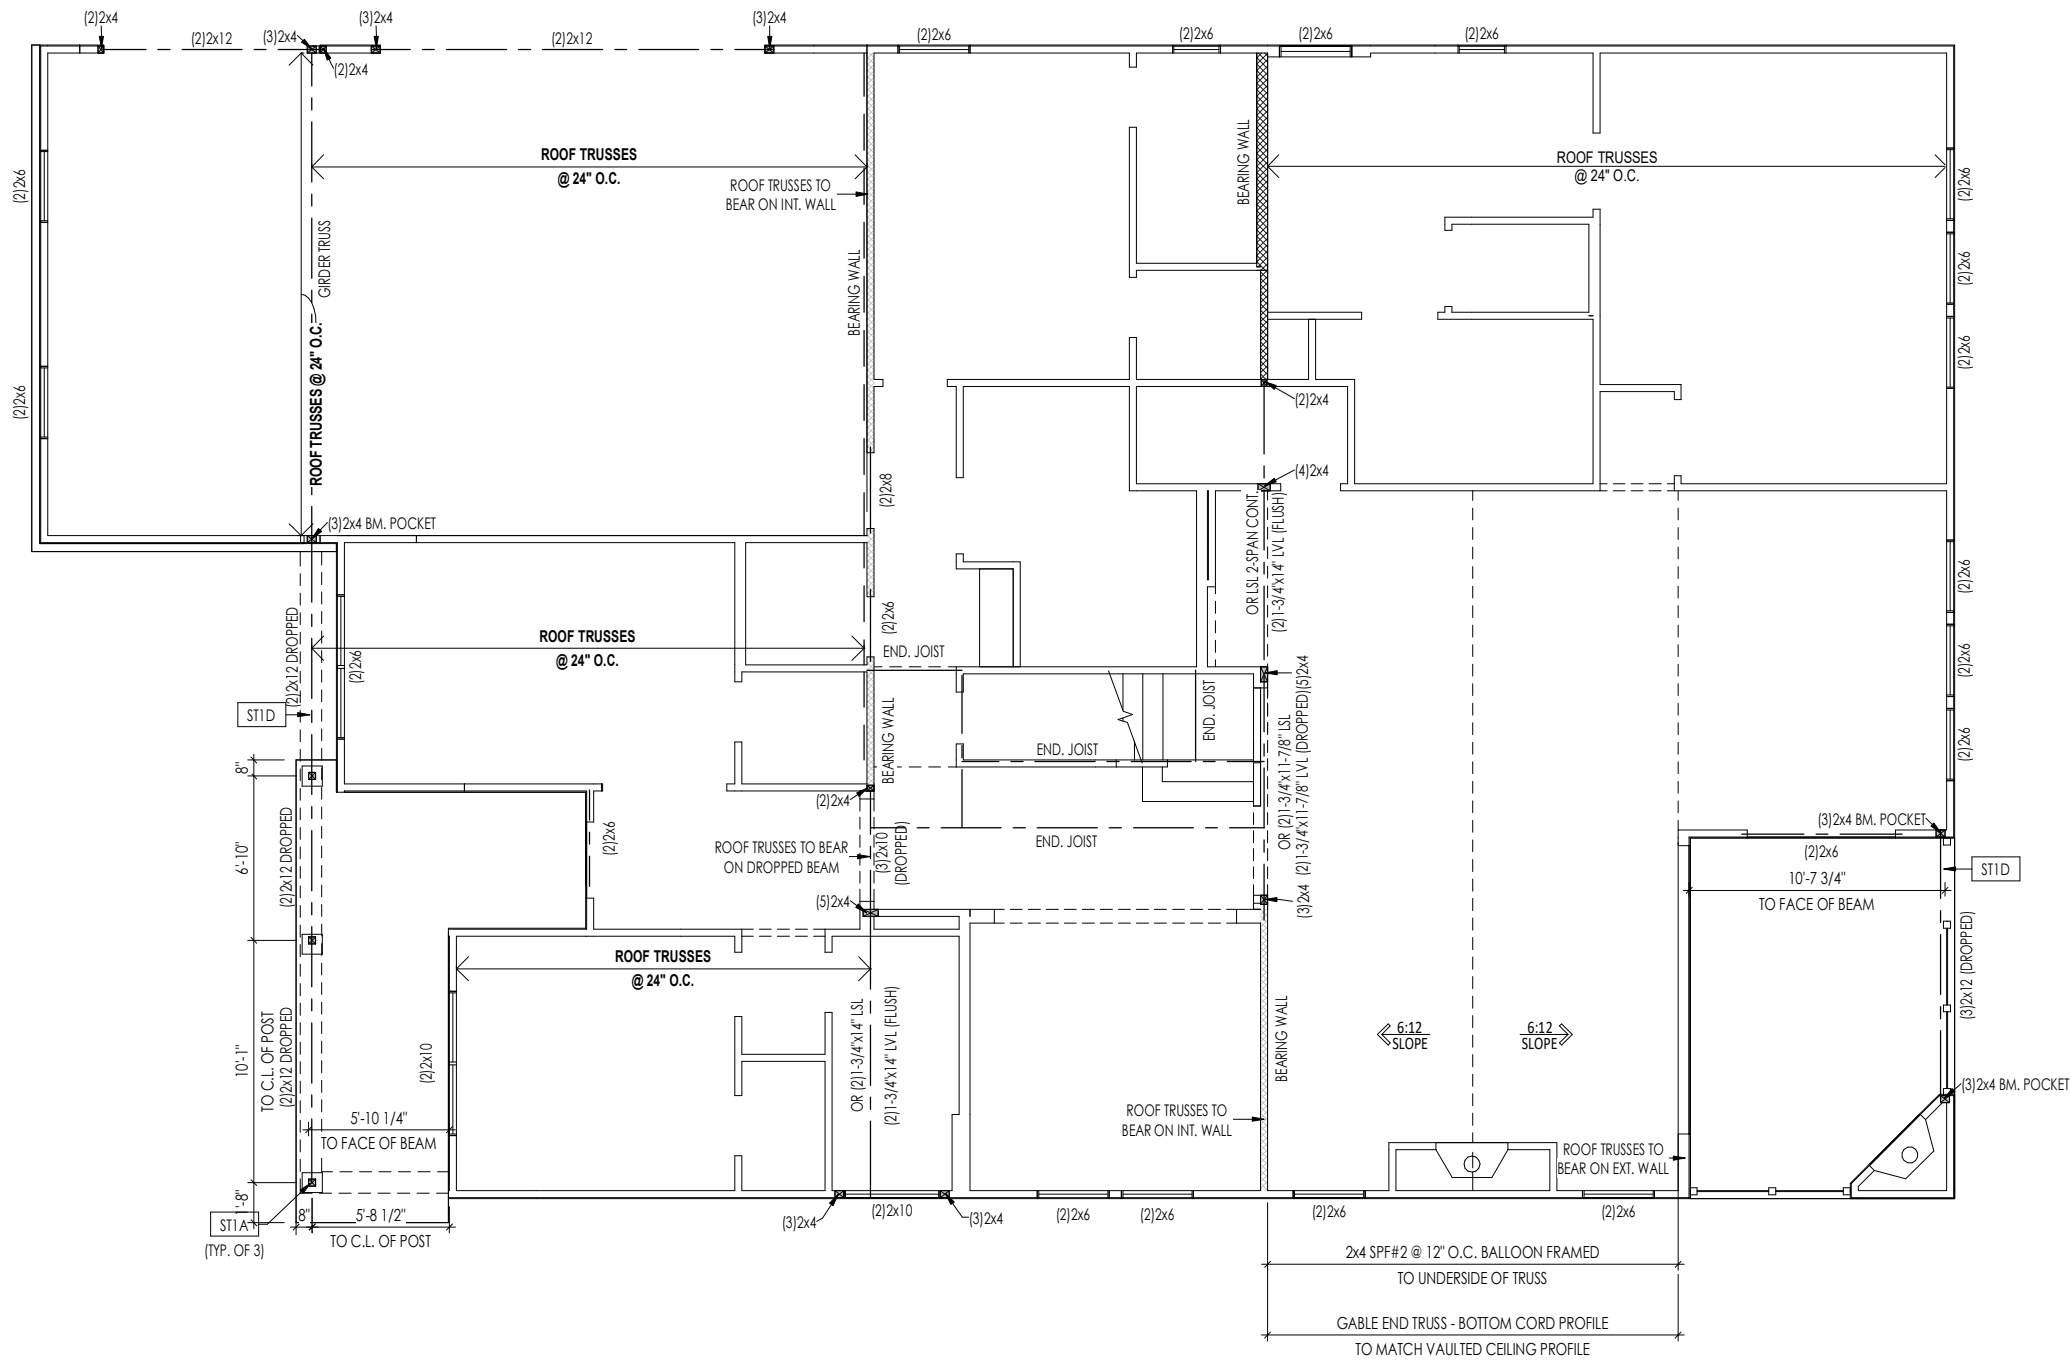 (2)2x4
(2)2x12
(3)2x4
(2)2x4
(3)2x4
(2)2x12
(3)2x4
(2)2x6
(2)2x6
(2)2x6
(2)2x6
ROOF TRUSSES
@ 24" O.C.
ROOF TRUSSES TO
BEAR ON INT. WALL
BEARING WALL
ROOF TRUSSES
@ 24" O.C.
(2)2x6
(2)2x6
GIRDER TRUSS
ROOF TRUSSES @ 24" O.C.
BEARING WALL
(2)2x6
(2)2x6
(2)2x6
(2)2x4
(4)2x4
(2)2x8
(3)2x4 BM. POCKET
OR LSL 2-SPAN CONT.
(2)1-3/4"x14" LVL (FLUSH)
(2)2x6
(2)2x12 DROPPED
ROOF TRUSSES
@ 24" O.C.
(2)2x6
(2)2x6
END. JOIST
(2)2x6
(5)2x4
ST1D
BEARING WALL
END. JOIST
END. JOIST
OR (2)1-3/4"x11-7/8" LSL
(2)1-3/4"x11-7/8" LVL (DROPPED)
(2)2x6
8"
6'-10"
(2)2x12 DROPPED
(2)2x4
(2)2x6
ROOF TRUSSES TO BEAR
ON DROPPED BEAM
(3)2x10
(DROPPED)
END. JOIST
(3)2x4 BM. POCKET
(2)2x6
10'-7 3/4"
TO FACE OF BEAM
ST1D
(5)2x4
(3)2x4
ROOF TRUSSES
@ 24" O.C.
(3)2x12 (DROPPED)
10'-1"
TO C.L. OF POST
(2)2x12 DROPPED
(2)2x10
OR (2)1-3/4"x14" LSL
(2)1-3/4"x14" LVL (FLUSH)
BEARING WALL
6:12
SLOPE
6:12
SLOPE
(3)2x4 BM. POCKET
5'-10 1/4"
TO FACE OF BEAM
ROOF TRUSSES TO
BEAR ON INT. WALL
ROOF TRUSSES TO
BEAR ON EXT. WALL
ST1A
(TYP. OF 3)
8"
5'-8 1/2"
TO C.L. OF POST
(3)2x4
(2)2x10
(3)2x4
(2)2x6
(2)2x6
(2)2x6
(2)2x6
2x4 SPF#2 @ 12" O.C. BALLOON FRAMED
TO UNDERSIDE OF TRUSS
GABLE END TRUSS - BOTTOM CORD PROFILE
TO MATCH VAULTED CEILING PROFILE